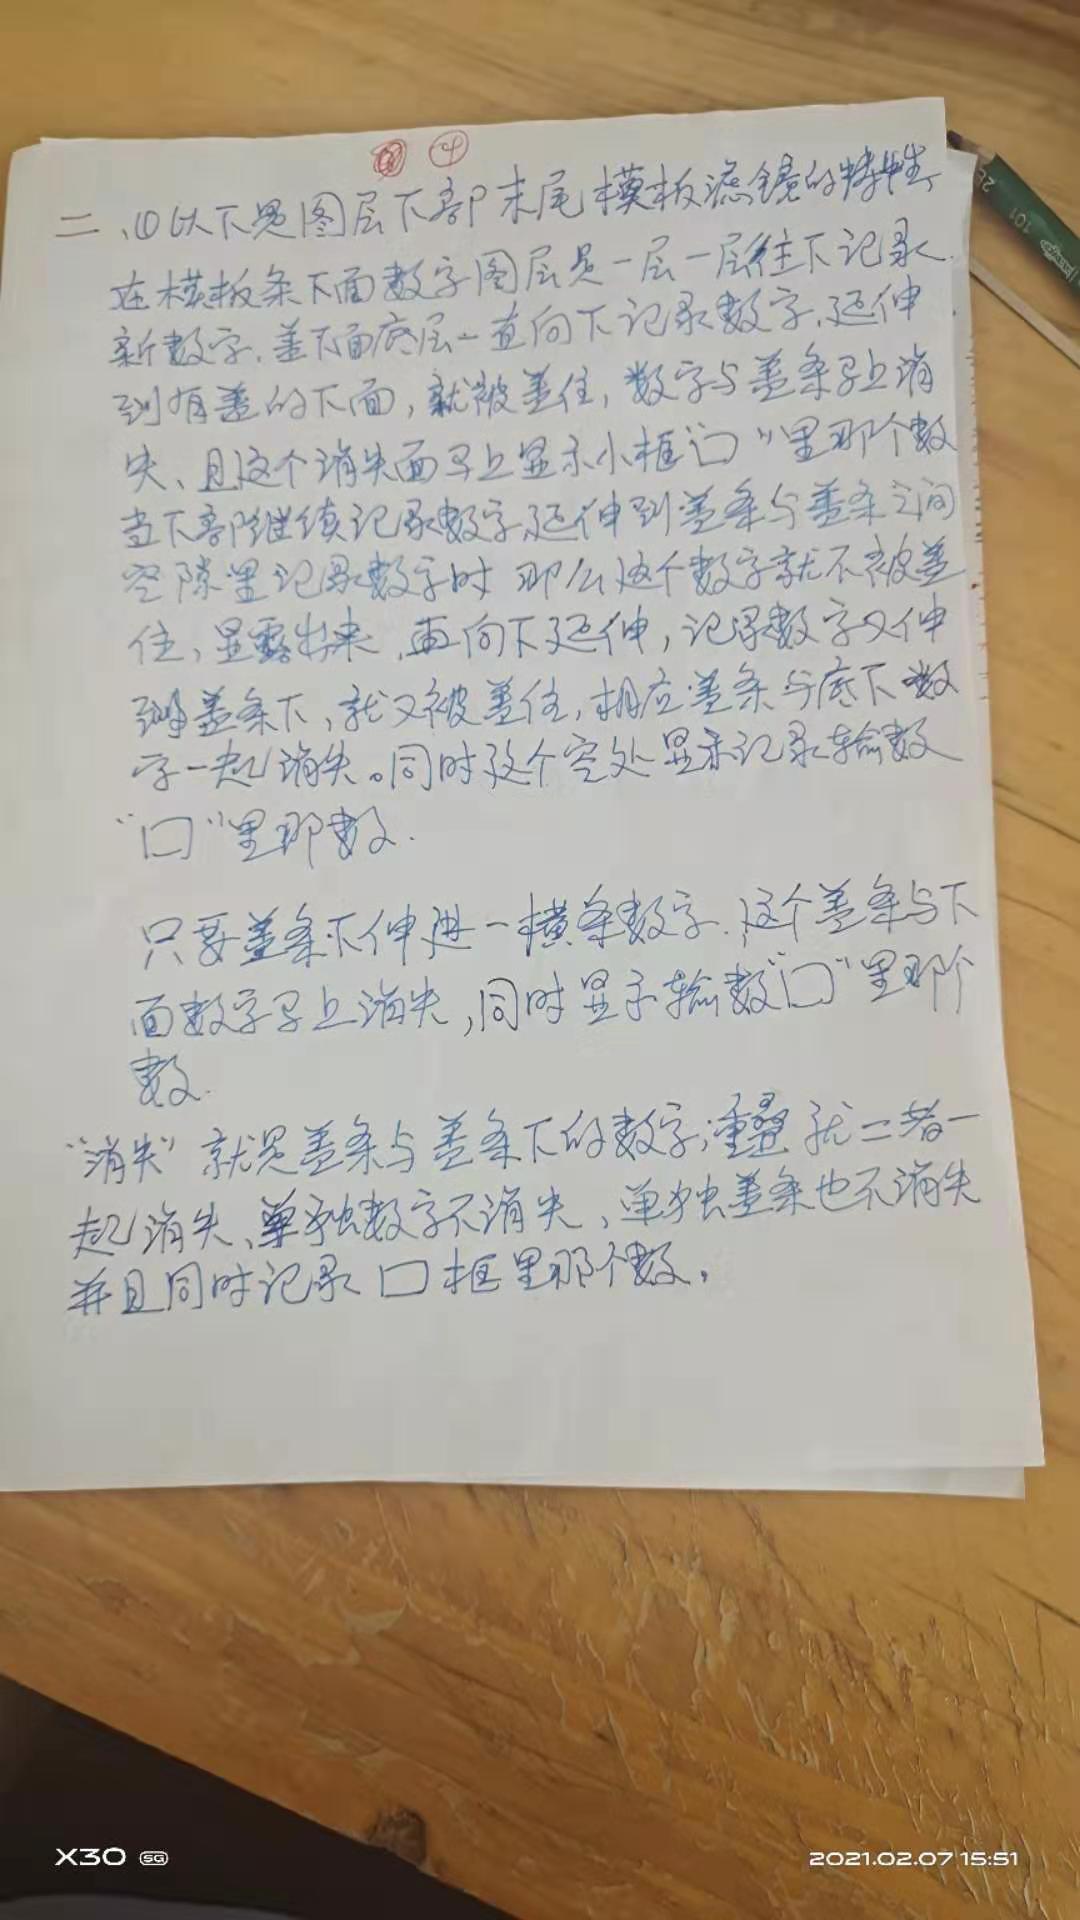 ④
二、①以下是图层下部末尾模板滤镜的特性
在模板条下面数字图层是一层一层往下记录.
新数字.盖下面底层一直向下记录数字.延伸.
到有盖的下面,就被盖住,数字与盖条马上消
失、且这个消失面马上显示小框“口”里那个数
当下部继续记录数字,延伸到盖条与盖条之间
空隙里记录数字时 那么这个数字就不被盖
住,显露出来.再向下延伸,记录数字又伸
到盖条下,就又被盖住,相应盖条与底下数
字一起消失。同时这个空处显示记录输数
“口”里那数.
只要盖条下伸进一横条数字.这个盖条与下
面数字马上消失,同时显示输数“口”里那个
数.
“消失”就是盖条与盖条下的数字;重叠就二者一
起消失、单独数字不消失、单独盖条也不消失
并且同时记录口框里那个数。
101
X30 5G
2021.02.07 15:51